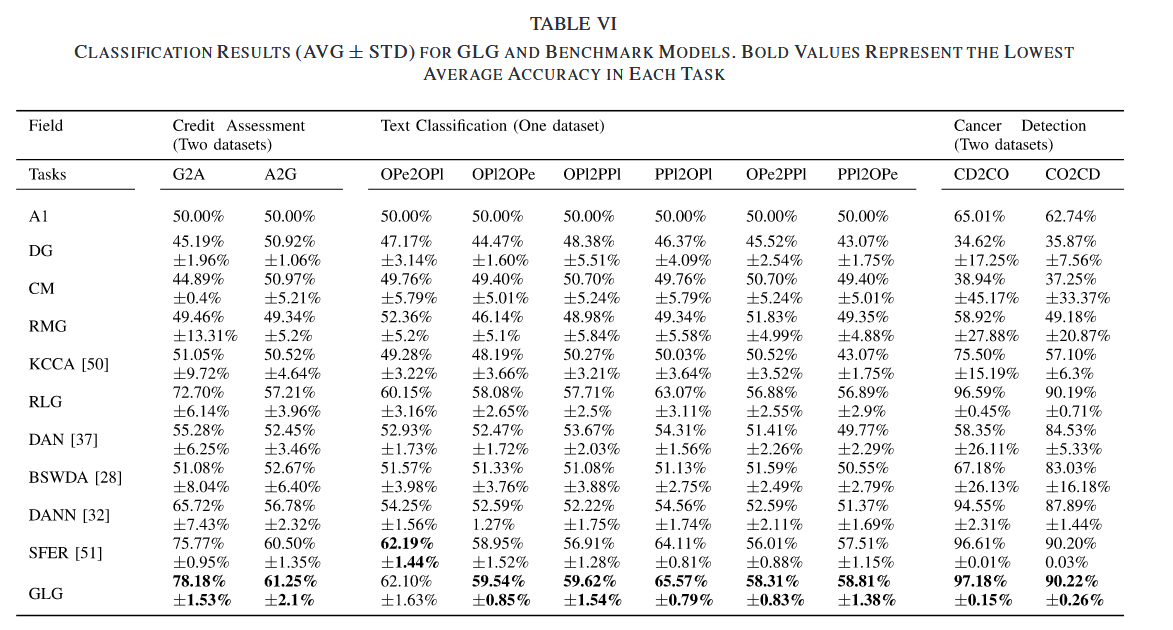 TABLE VI
CLASSIFICATION RESULTS (AVG ± STD) FOR GLG AND BENCHMARK MODELS. BOLD VALUES REPRESENT THE LOWEST
AVERAGE ACCURACY IN EACH TASK
Field Credit Assessment Text Classification (One dataset) Cancer Detection
(Two datasets) (Two datasets)
Tasks G2A A2G OPe2OPl OPl2OPe OPl2PPl PPl2OPl OPe2PPl PPl2OPe CD2CO CO2CD
A1 50.00% 50.00% 50.00% 50.00% 50.00% 50.00% 50.00% 50.00% 65.01% 62.74%
DG 45.19% 50.92% 47.17% 44.47% 48.38% 46.37% 45.52% 43.07% 34.62% 35.87%
±1.96% ±1.06% ±3.14% ±1.60% ±5.51% ±4.09% ±2.54% ±1.75% ±17.25% ±7.56%
CM 44.89% 50.97% 49.76% 49.40% 50.70% 49.76% 50.70% 49.40% 38.94% 37.25%
±0.4% ±5.21% ±5.79% ±5.01% ±5.24% ±5.79% ±5.24% ±5.01% ±45.17% ±33.37%
RMG 49.46% 49.34% 52.36% 46.14% 48.98% 49.34% 51.83% 49.35% 58.92% 49.18%
±13.31% ±5.2% ±5.2% ±5.1% ±5.84% ±5.58% ±4.99% ±4.88% ±27.88% ±20.87%
KCCA [50] 51.05% 50.52% 49.28% 48.19% 50.27% 50.03% 50.52% 43.07% 75.50% 57.10%
±9.72% ±4.64% ±3.22% ±3.66% ±3.21% ±3.64% ±3.52% ±1.75% ±15.19% ±6.3%
RLG 72.70% 57.21% 60.15% 58.08% 57.71% 63.07% 56.88% 56.89% 96.59% 90.19%
±6.14% ±3.96% ±3.16% ±2.65% ±2.5% ±3.11% ±2.55% ±2.9% ±0.45% ±0.71%
DAN [37] 55.28% 52.45% 52.93% 52.47% 53.67% 54.31% 51.41% 49.77% 58.35% 84.53%
±6.25% ±3.46% ±1.73% ±1.72% ±2.03% ±1.56% ±2.26% ±2.29% ±26.11% ±5.33%
BSWDA [28] 51.08% 52.67% 51.57% 51.33% 51.08% 51.13% 51.59% 50.55% 67.18% 83.03%
±8.04% ±6.40% ±3.98% ±3.76% ±3.88% ±2.75% ±2.49% ±2.79% ±26.13% ±16.18%
DANN [32] 65.72% 56.78% 54.25% 52.59% 52.22% 54.56% 52.55% 51.37% 94.55% 87.89%
±7.43% ±2.32% ±1.56% 1.27% ±1.75% ±1.74% ±2.11% ±1.69% ±2.31% ±1.44%
SFER [51] 75.77% 60.50% 62.19% 58.95% 56.91% 64.11% 56.01% 57.51% 96.61% 90.20%
±0.95% ±1.35% ±1.44% ±1.52% ±1.28% ±0.81% ±0.88% ±1.15% ±0.01% 0.03%
GLG 78.18% 61.25% 62.10% 59.54% 59.62% 65.57% 58.31% 58.81% 97.18% 90.22%
±1.53% ±2.1% ±1.63% ±0.85% ±1.54% ±0.79% ±0.83% ±1.38% ±0.15% ±0.26%